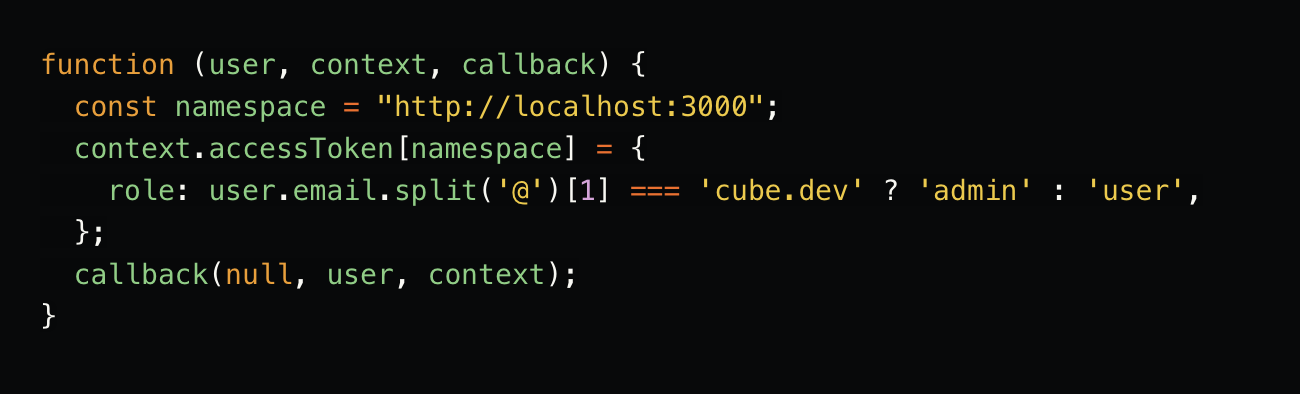 function (user, context, callback) {
  const namespace = "http://localhost:3000";
  context.accessToken[namespace] = {
    role: user.email.split('@')[1] === 'cube.dev' ? 'admin' : 'user',
  };
  callback(null, user, context);
}